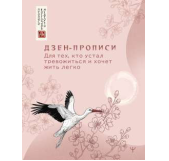 ДЗЕН-ПРОПИСИ
Для тех, кто устал
тревожиться и хочет
жить легко